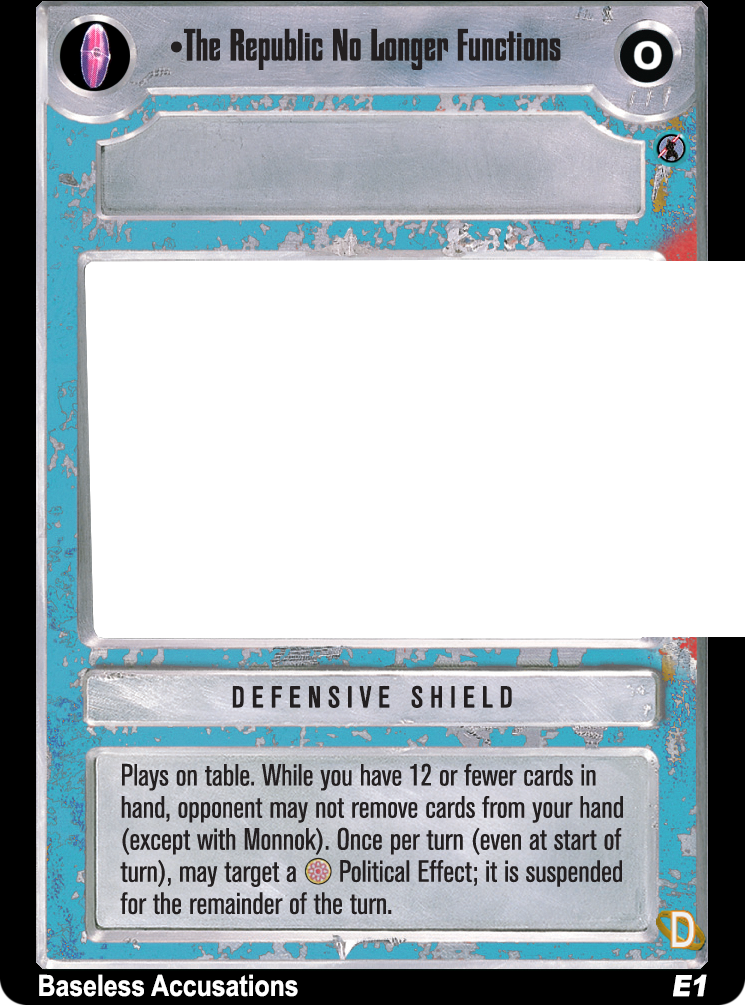 •The Republic No Longer Functions
0
DEFENSIVE SHIELD
Plays on table. While you have 12 or fewer cards in
hand, opponent may not remove cards from your hand
(except with Monnok). Once per turn (even at start of
turn), may target a Political Effect; it is suspended
for the remainder of the turn.
D
Baseless Accusations E1